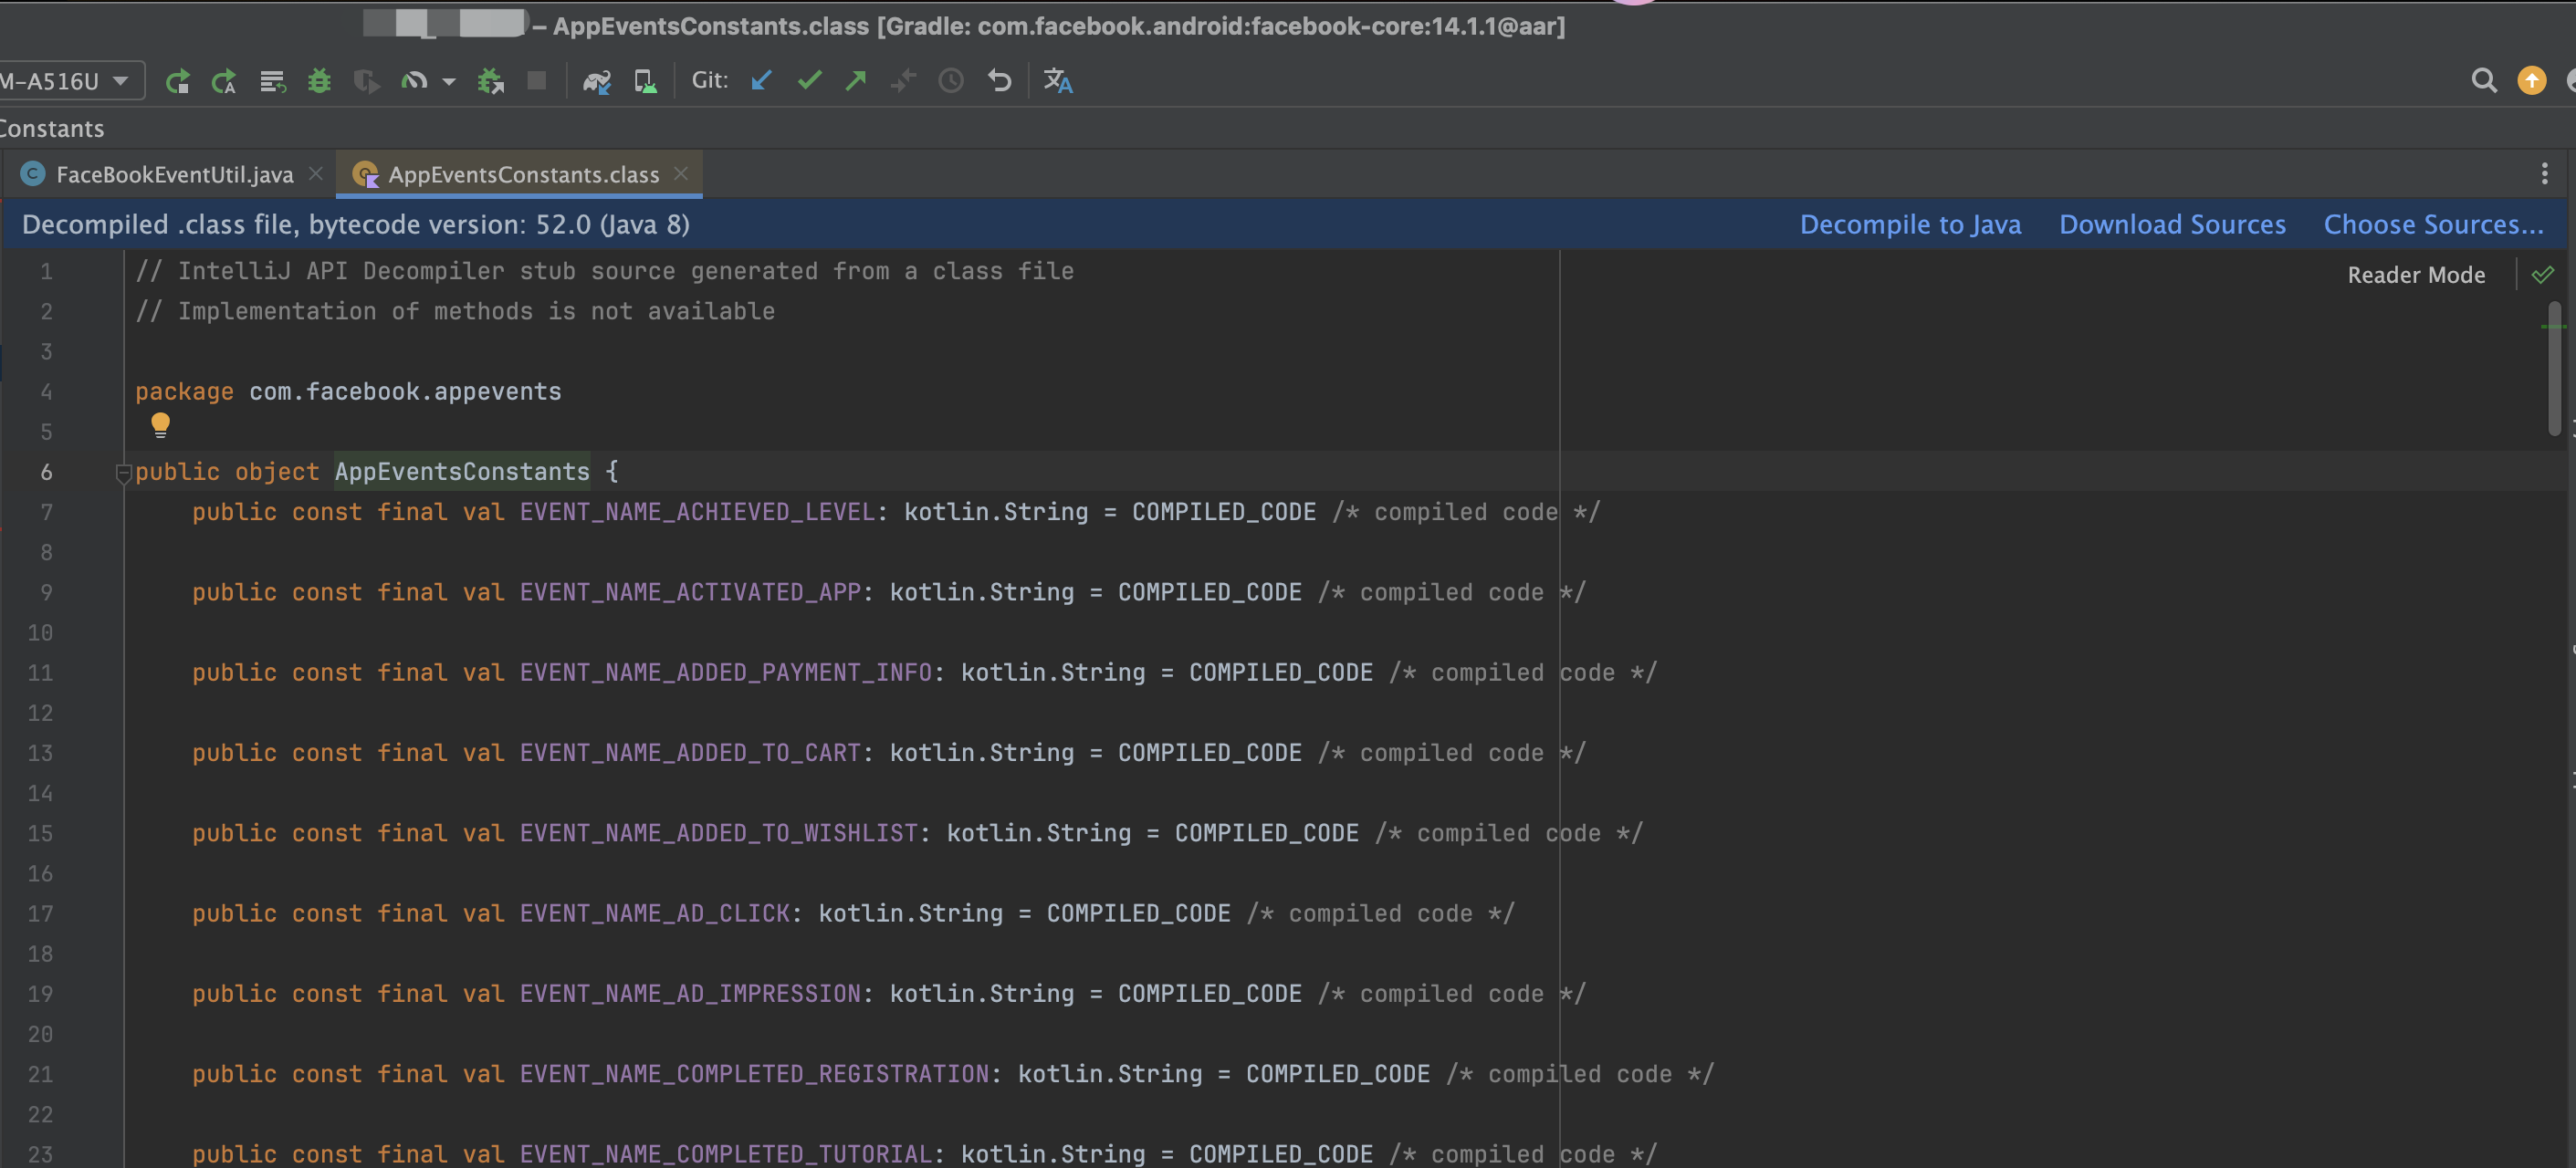 – AppEventsConstants.class [Gradle: com.facebook.android:facebook-core:14.1.1@aar]
M-A516U
Git:
Constants
FaceBookEventUtil.java
AppEventsConstants.class
Decompiled .class file, bytecode version: 52.0 (Java 8)
Decompile to Java
Download Sources
Choose Sources...
Reader Mode
1 // IntelliJ API Decompiler stub source generated from a class file
2 // Implementation of methods is not available
3
4 package com.facebook.appevents
5
6 public object AppEventsConstants {
7 public const final val EVENT_NAME_ACHIEVED_LEVEL: kotlin.String = COMPILED_CODE /* compiled code */
8
9 public const final val EVENT_NAME_ACTIVATED_APP: kotlin.String = COMPILED_CODE /* compiled code */
10
11 public const final val EVENT_NAME_ADDED_PAYMENT_INFO: kotlin.String = COMPILED_CODE /* compiled code */
12
13 public const final val EVENT_NAME_ADDED_TO_CART: kotlin.String = COMPILED_CODE /* compiled code */
14
15 public const final val EVENT_NAME_ADDED_TO_WISHLIST: kotlin.String = COMPILED_CODE /* compiled code */
16
17 public const final val EVENT_NAME_AD_CLICK: kotlin.String = COMPILED_CODE /* compiled code */
18
19 public const final val EVENT_NAME_AD_IMPRESSION: kotlin.String = COMPILED_CODE /* compiled code */
20
21 public const final val EVENT_NAME_COMPLETED_REGISTRATION: kotlin.String = COMPILED_CODE /* compiled code */
22
23 public const final val EVENT_NAME_COMPLETED_TUTORIAL: kotlin.String = COMPILED_CODE /* compiled code */